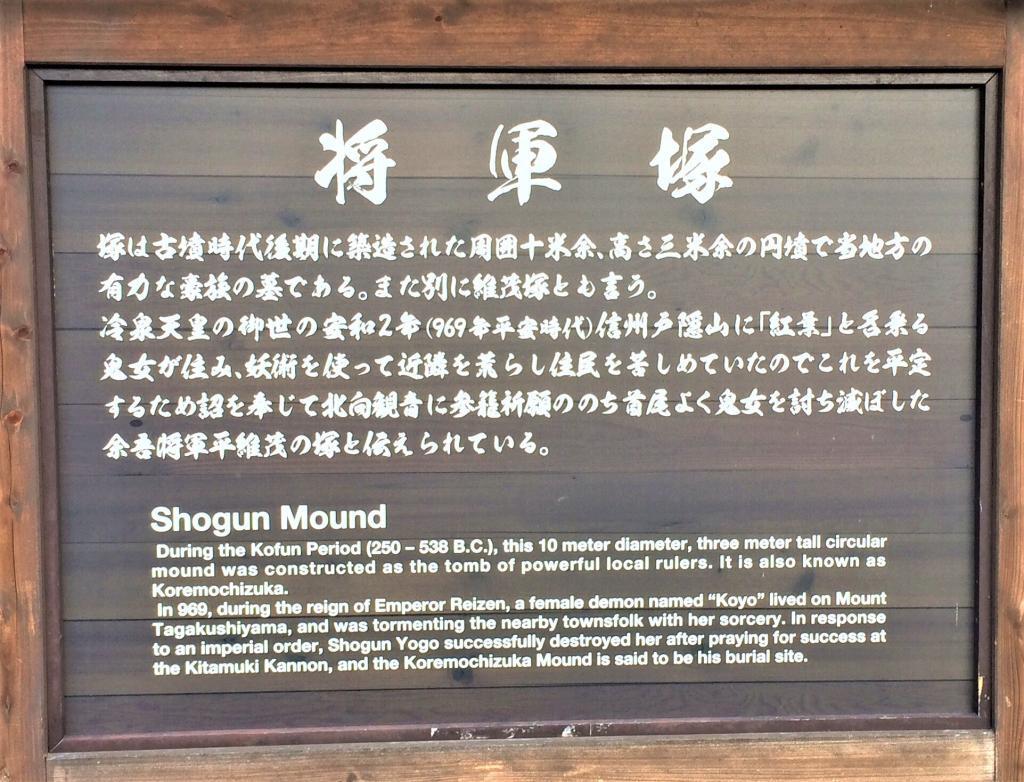 将軍塚
塚は古墳時代後期に築造された周囲十米余、高さ三米余の円墳で当地方の
有力な豪族の墓である。また別に維茂塚とも言う。
冷泉天皇の御世の安和2年(969年平安時代)信州戸隠山に「紅葉」と名乗る
鬼女が住み、妖術を使って近隣を荒らし住民を苦しめていたのでこれを平定
するため詔を奉じて北向観音に参籠祈願ののち首尾よく鬼女を討ち滅ぼした
余吾将軍平維茂の塚と伝えられている。
Shogun Mound
During the Kofun Period (250 – 538 B.C.), this 10 meter diameter, three meter tall circular
mound was constructed as the tomb of powerful local rulers. It is also known as
Koremochizuka.
In 969, during the reign of Emperor Reizen, a female demon named “Koyo” lived on Mount
Tagakushiyama, and was tormenting the nearby townsfolk with her sorcery. In response
to an imperial order, Shogun Yogo successfully destroyed her after praying for success at
the Kitamuki Kannon, and the Koremochizuka Mound is said to be his burial site.